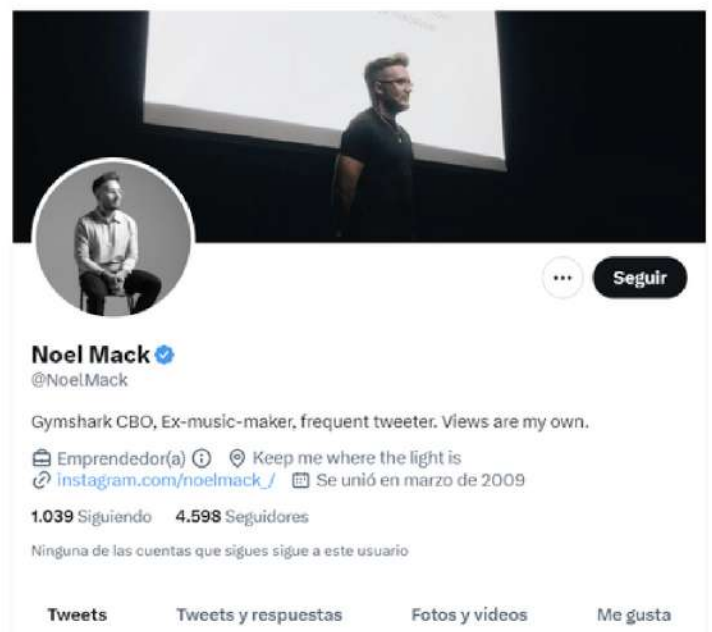 Seguir
Noel Mack
@NoelMack
Gymshark CBO, Ex-music-maker, frequent tweeter. Views are my own.
Emprendedor(a) Keep me where the light is
instagram.com/noelmack_/ Se unió en marzo de 2009
1.039 Siguiendo 4.598 Seguidores
Ninguna de las cuentas que sigues sigue a este usuario
Tweets Tweets y respuestas Fotos y videos Me gusta